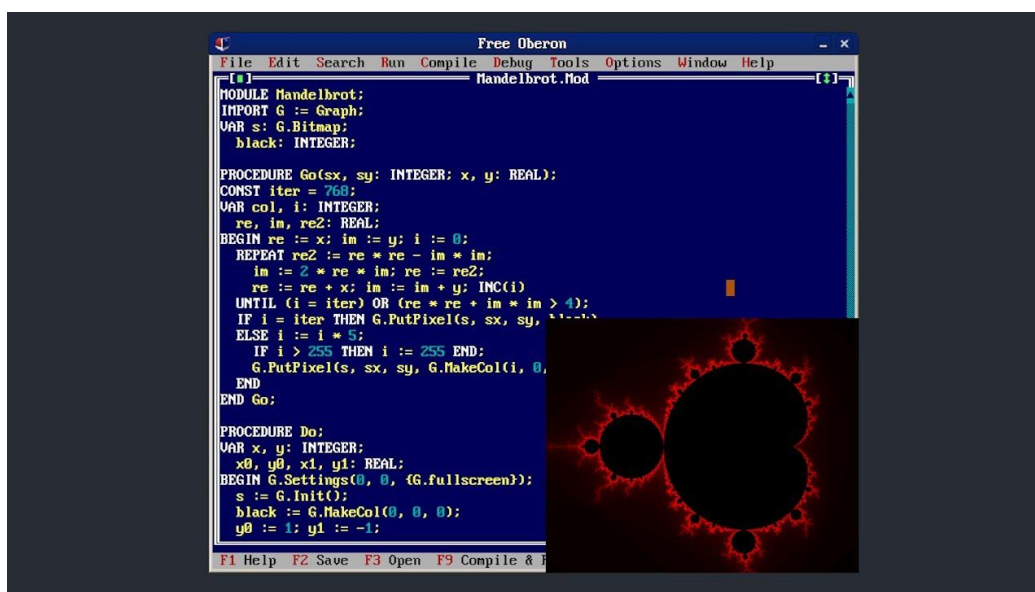 Free Oberon
File Edit Search Run Compile Debug Tools Options Window Help
Mandelbrot.Mod
MODULE Mandelbrot;
IMPORT G := Graph;
VAR s: G.Bitmap;
black: INTEGER;
PROCEDURE Go(sx, sy: INTEGER; x, y: REAL);
CONST iter = 768;
VAR col, i: INTEGER;
re, im, re2: REAL;
BEGIN re := x; im := y; i := 0;
REPEAT re2 := re * re - im * im;
im := 2 * re * im; re := re2;
re := re + x; im := im + y; INC(i)
UNTIL (i = iter) OR (re * re + im * im > 4);
IF i = iter THEN G.PutPixel(s, sx, sy,
ELSE i := i * 5;
IF i > 255 THEN i := 255 END;
G.PutPixel(s, sx, sy, G.MakeCol(i, 0,
END
END Go;
PROCEDURE Do;
VAR x, y: INTEGER;
x0, y0, x1, y1: REAL;
BEGIN G.Settings(0, 0, {G.fullscreen});
s := G.Init();
black := G.MakeCol(0, 0, 0);
y0 := 1; y1 := -1;
F1 Help F2 Save F3 Open F9 Compile &